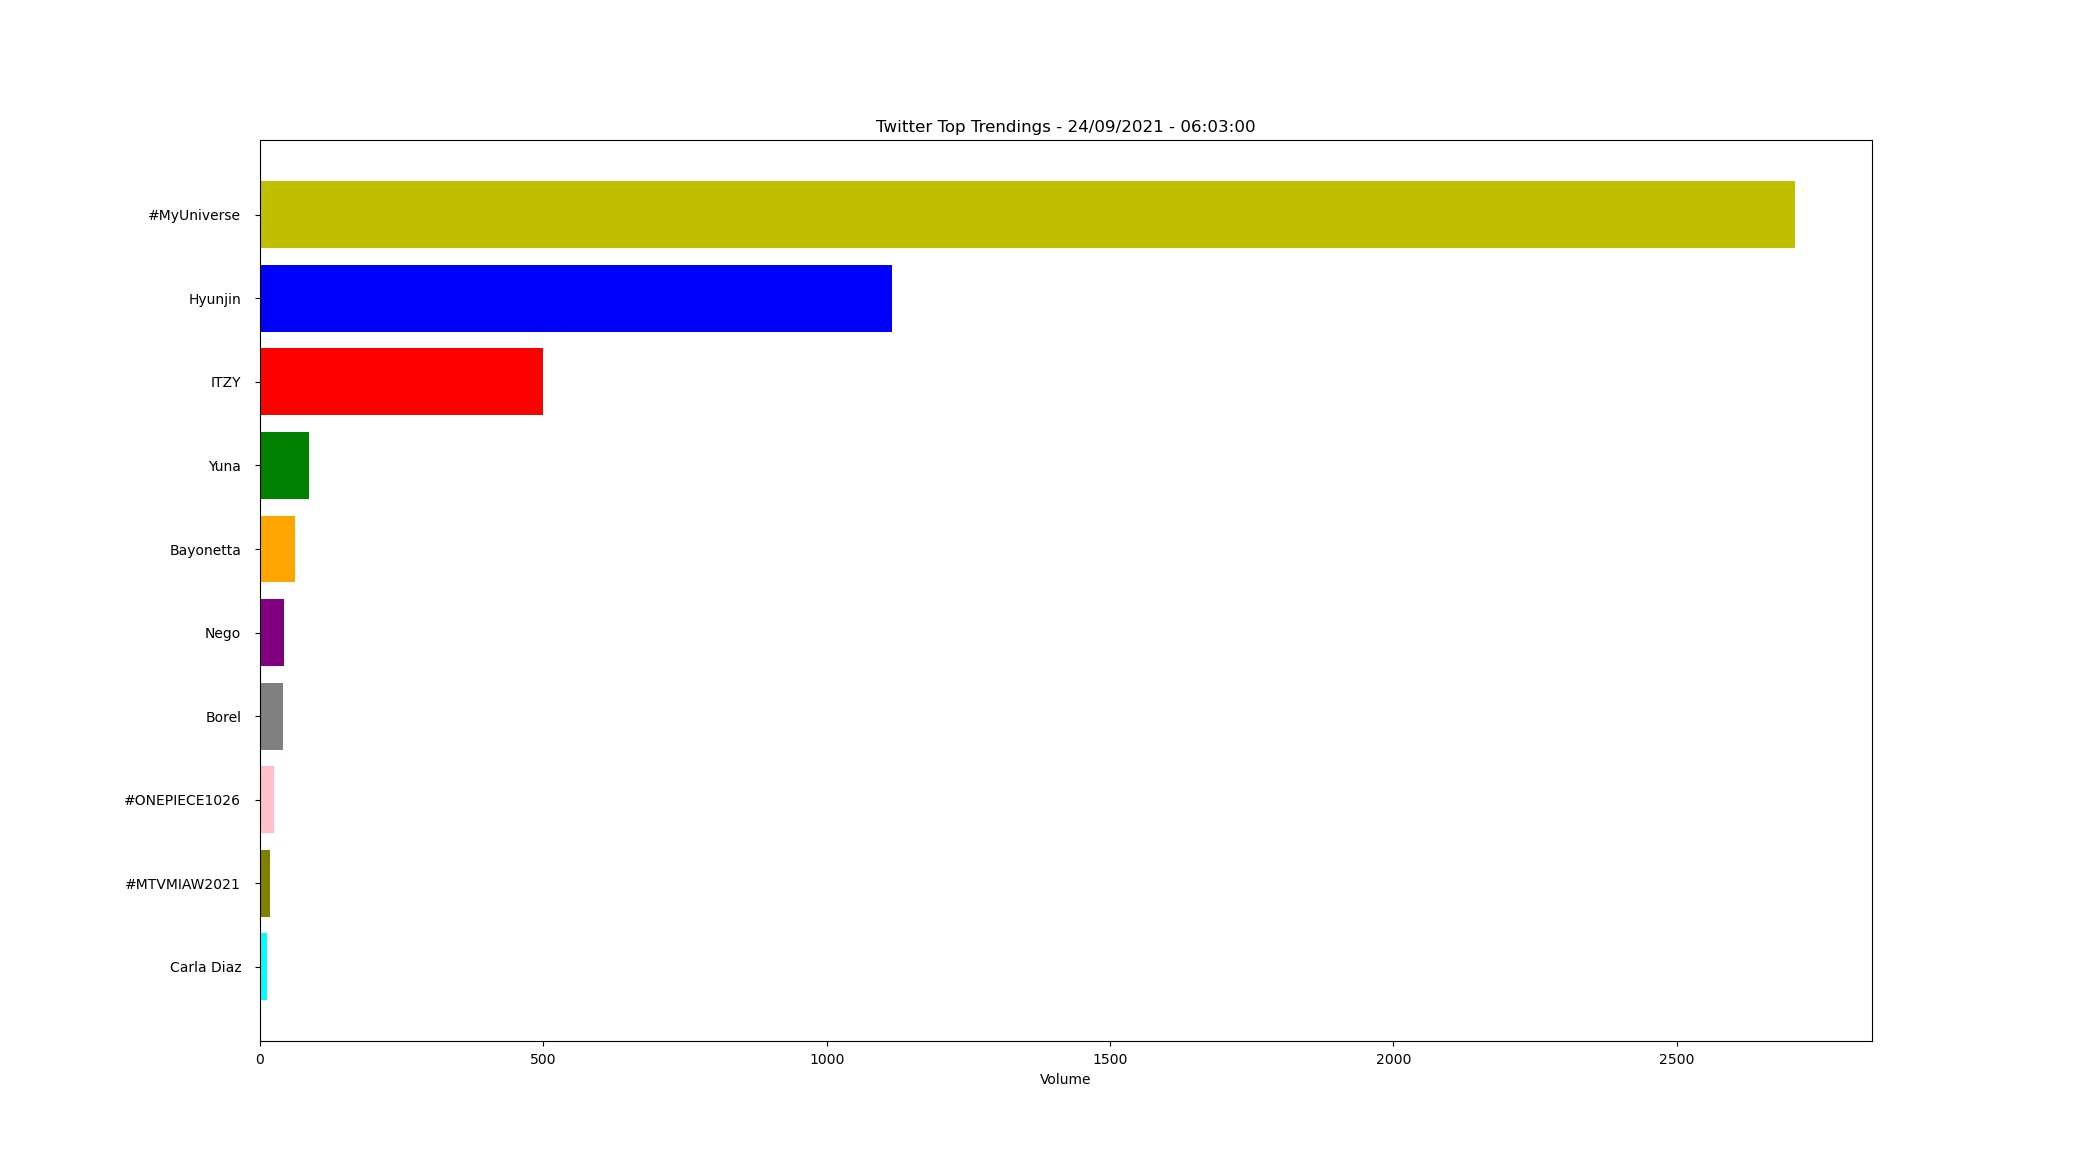 Twitter Top Trendings - 24/09/2021 - 06:03:00
#MyUniverse
Hyunjin
ITZY
Yuna
Bayonetta
Nego
Borel
#ONEPIECE1026
#MTVMIAW2021
Carla Diaz
0 500 1000 1500 2000 2500
Volume